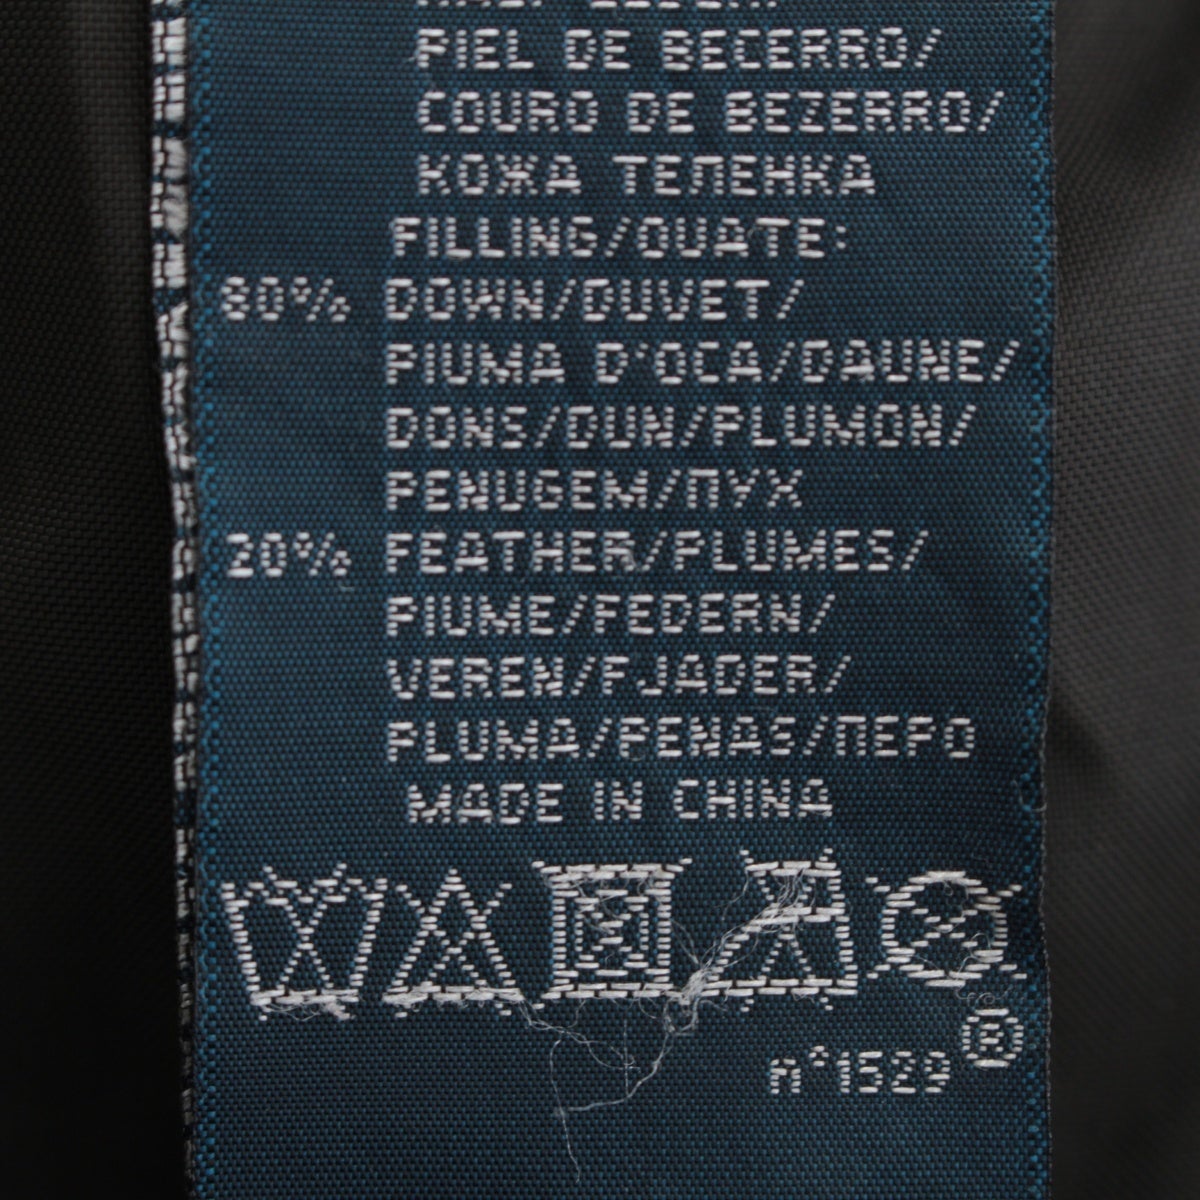 PIEL DE BECERRO/
COURO DE BEZERRO/
КОЖА ТЕЛЕНКА
FILLING/OUATE:
80% DOWN/DUVET/
PIUMA D'OCA/DAUNE/
DONS/DUN/PLUMON/
PENUGEM/ПУХ
20% FEATHER/PLUMES/
PIUME/FEDERN/
VEREN/FJADER/
PLUMA/PENAS/ПЕРО
MADE IN CHINA
n°1529 ®